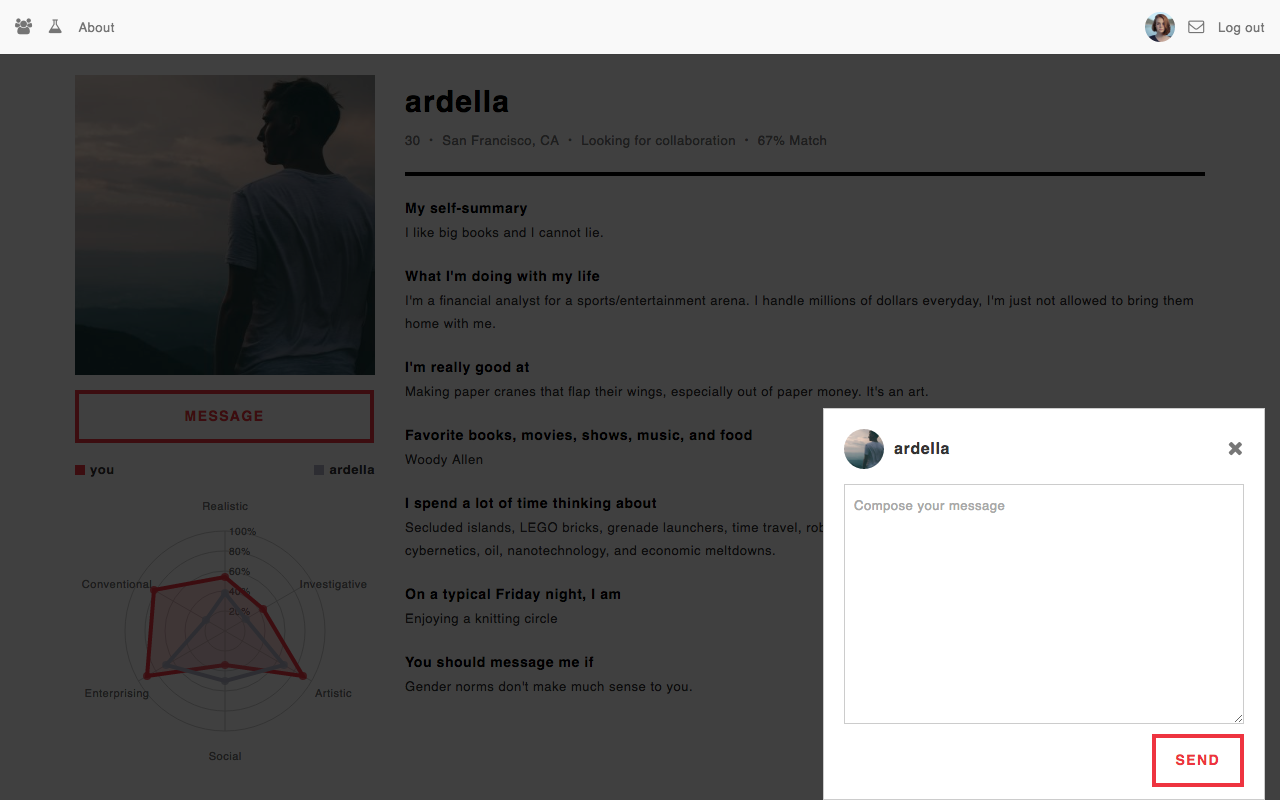 About
Log out
ardella
30 · San Francisco, CA · Looking for collaboration · 67% Match
My self-summary
I like big books and I cannot lie.
What I'm doing with my life
I'm a financial analyst for a sports/entertainment arena. I handle millions of dollars everyday, I'm just not allowed to bring them
home with me.
I'm really good at
Making paper cranes that flap their wings, especially out of paper money. It's an art.
MESSAGE
you
ardella
Realistic
100%
80%
60%
40%
20%
Conventional
Investigative
Enterprising
Artistic
Social
Favorite books, movies, shows, music, and food
Woody Allen
I spend a lot of time thinking about
Secluded islands, LEGO bricks, grenade launchers, time travel,
cybernetics, oil, nanotechnology, and economic meltdowns.
On a typical Friday night, I am
Enjoying a knitting circle
You should message me if
Gender norms don't make much sense to you.
ardella
Compose your message
SEND